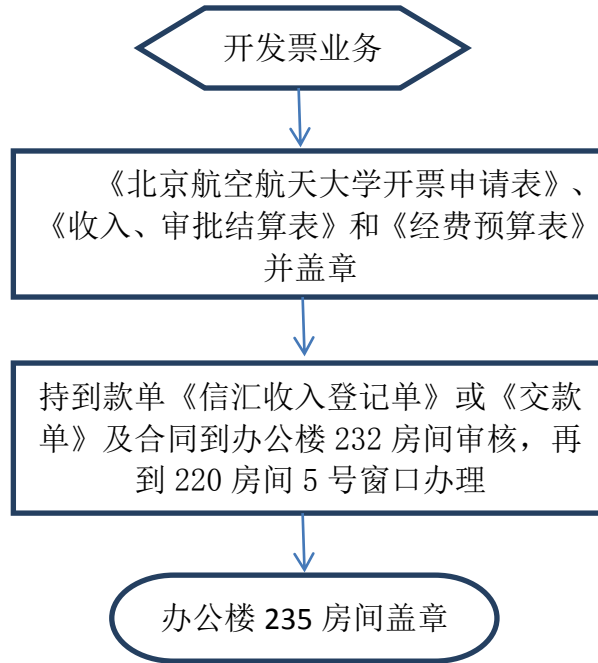 开发票业务
《北京航空航天大学开票申请表》、
《收入、审批结算表》和《经费预算表》
并盖章
持到款单《信汇收入登记单》或《交款
单》及合同到办公楼 232 房间审核，再
到 220 房间 5 号窗口办理
办公楼 235 房间盖章